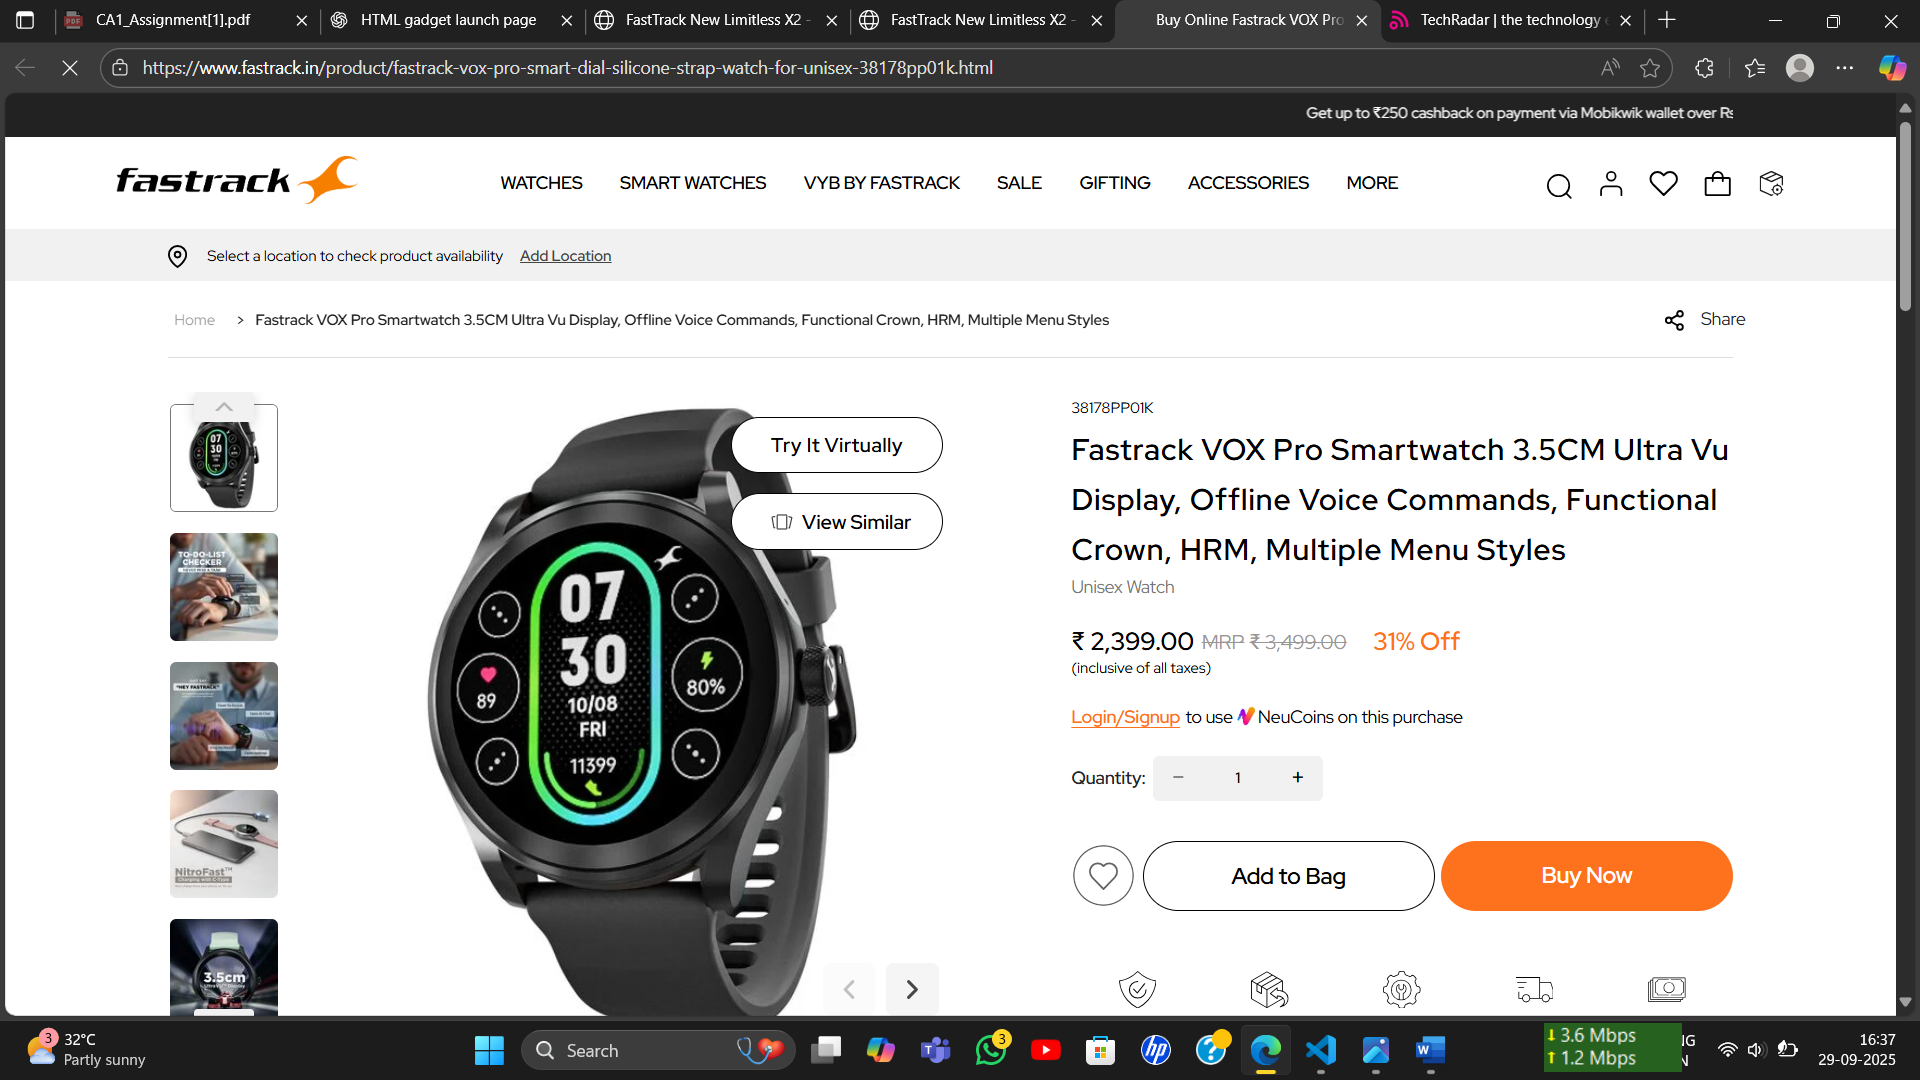 CA1_Assignment[1].pdf
HTML gadget launch page
FastTrack New Limitless X2 -
FastTrack New Limitless X2 -
Buy Online Fastrack VOX Pro
TechRadar | the technology
https://www.fastrack.in/product/fastrack-vox-pro-smart-dial-silicone-strap-watch-for-unisex-38178pp01k.html
Get up to ₹250 cashback on payment via Mobikwik wallet over Rs
fastrack
WATCHES
SMART WATCHES
VYB BY FASTRACK
SALE
GIFTING
ACCESSORIES
MORE
Select a location to check product availability Add Location
Home > Fastrack VOX Pro Smartwatch 3.5CM Ultra Vu Display, Offline Voice Commands, Functional Crown, HRM, Multiple Menu Styles
Share
07
30
TO-DO-LIST
CHECKER
"HEY FASTRACK"
NitroFast™
3.5cm
Try It Virtually
View Similar
07
30
10/08
FRI
11399
89
80%
38178PP01K
Fastrack VOX Pro Smartwatch 3.5CM Ultra Vu
Display, Offline Voice Commands, Functional
Crown, HRM, Multiple Menu Styles
Unisex Watch
₹ 2,399.00 MRP ₹ 3,499.00 31% Off
(inclusive of all taxes)
Login/Signup to use NeuCoins on this purchase
Quantity: − 1 +
Add to Bag
Buy Now
3
32°C
Partly sunny
Search
3
3.6 Mbps
1.2 Mbps
16:37
29-09-2025